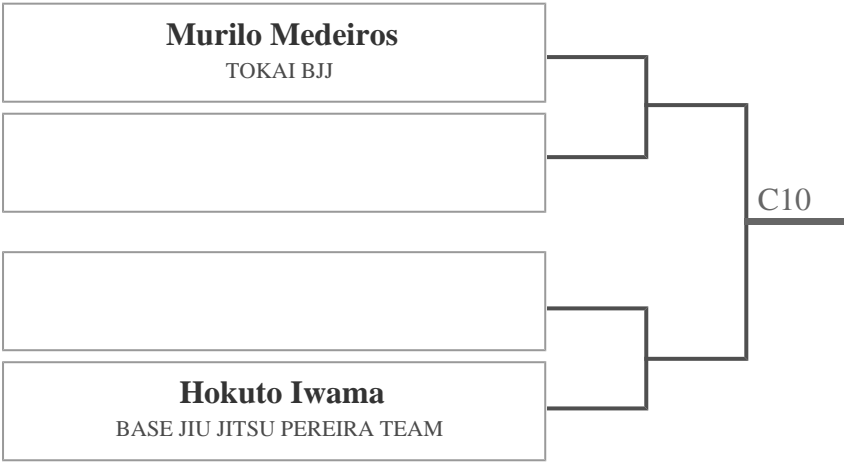 Murilo Medeiros
TOKAI BJJ
C10
Hokuto Iwama
BASE JIU JITSU PEREIRA TEAM